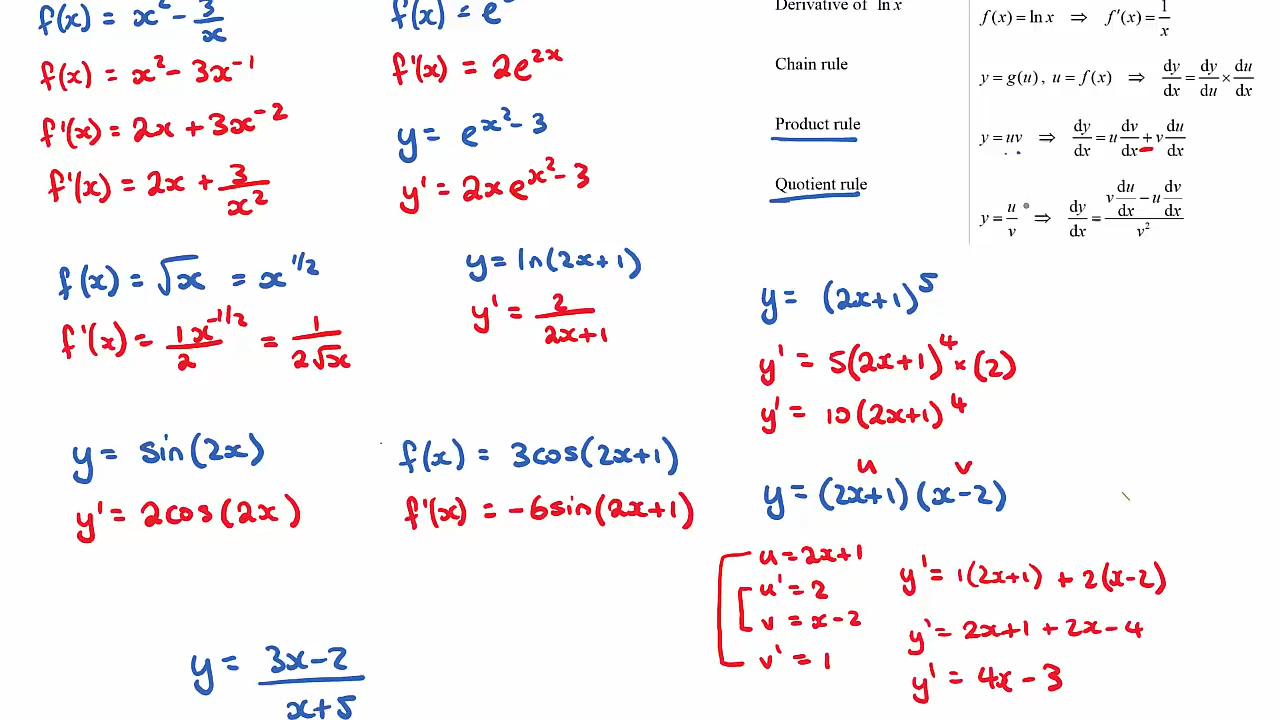 f(x) = x² - 3/x
f(x) = x² - 3x⁻¹
f'(x) = 2x + 3x⁻²
f'(x) = 2x + 3/x²
f(x) = √x = x^1/2
f'(x) = 1x^-1/2 / 2 = 1/2√x
y = sin(2x)
y' = 2cos(2x)
y = 3x-2 / x+5
f'(x) = 2e^2x
y = e^x²-3
y' = 2xe^x²-3
y = ln(2x+1)
y' = 2 / 2x+1
f(x) = 3cos(2x+1)
f'(x) = -6sin(2x+1)
Derivative of ln x
f(x) = ln x ⇒ f′(x) = 1/x
Chain rule
y = g(u), u = f(x) ⇒ dy/dx = dy/du × du/dx
Product rule
y = uv ⇒ dy/dx = u dv/dx + v du/dx
Quotient rule
y = u/v ⇒ dy/dx = (v du/dx − u dv/dx) / v²
y = (2x+1)⁵
y' = 5(2x+1)⁴ × (2)
y' = 10(2x+1)⁴
u v
y = (2x+1)(x-2)
u = 2x+1
u' = 2
v = x-2
v' = 1
y' = 1(2x+1) + 2(x-2)
y' = 2x+1 + 2x-4
y' = 4x-3